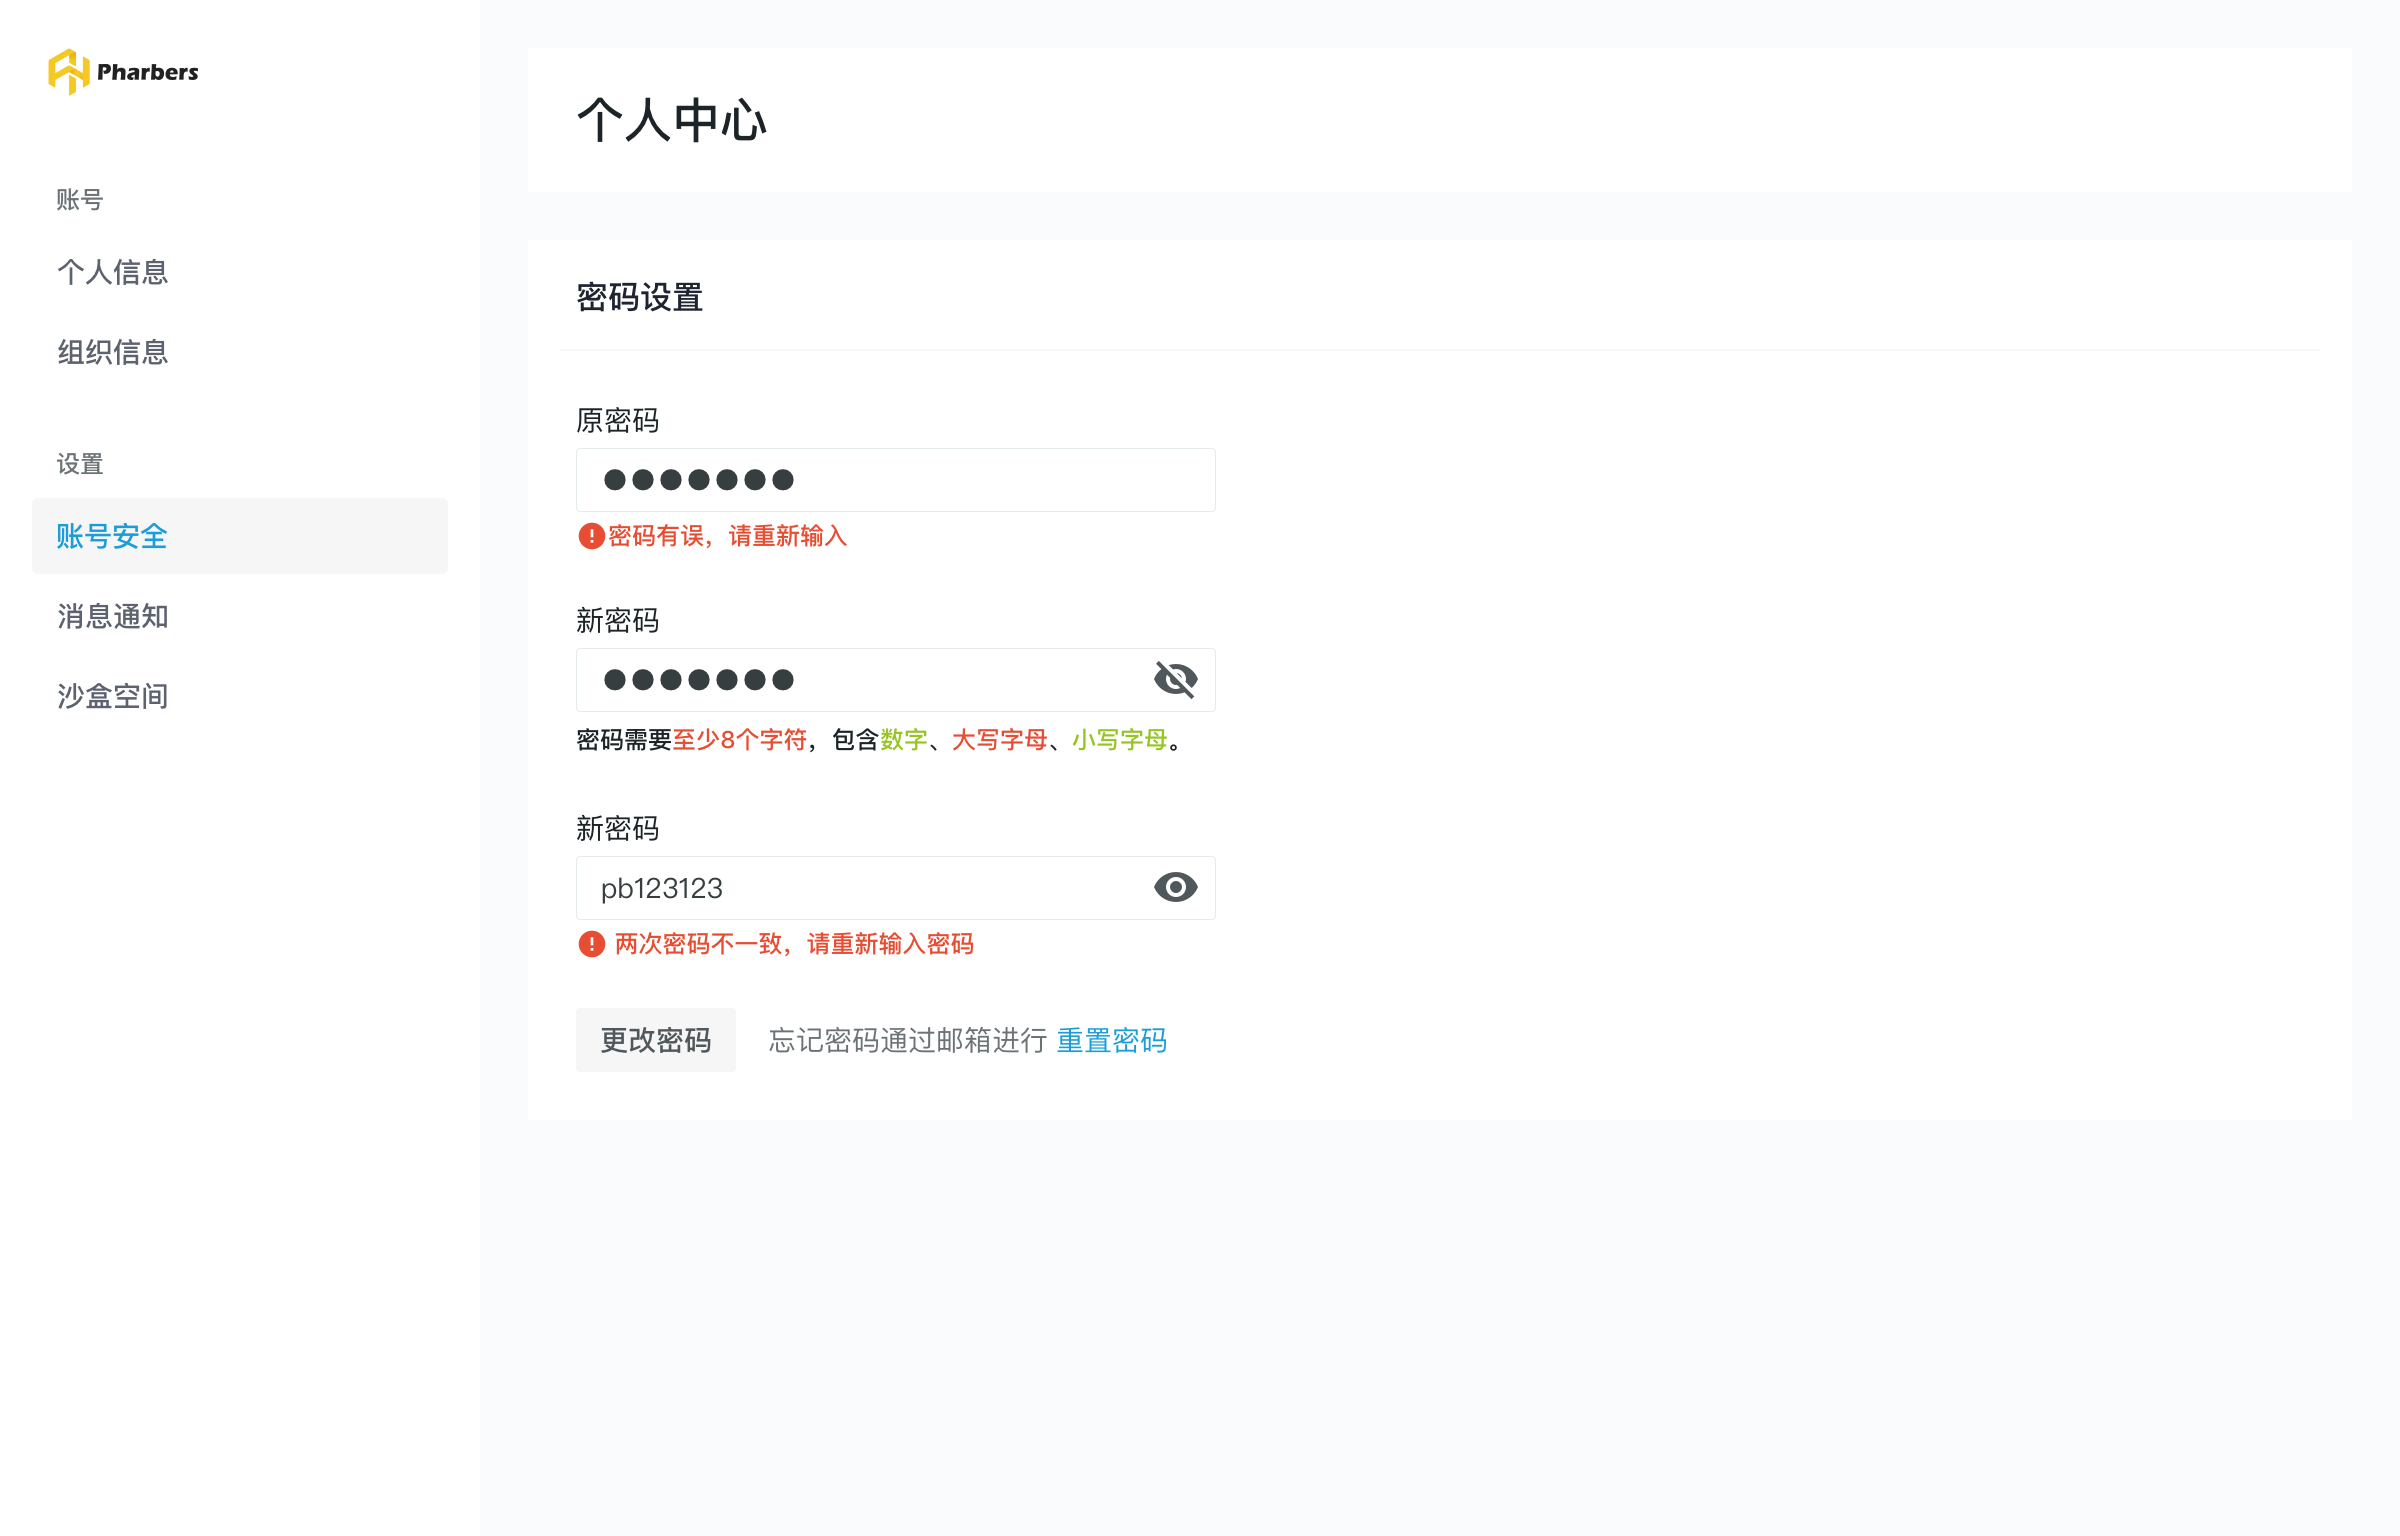 Pharbers
账号
个人信息
组织信息
设置
账号安全
消息通知
沙盒空间
个人中心
密码设置
原密码
●●●●●●●
密码有误，请重新输入
新密码
●●●●●●●
密码需要至少8个字符，包含数字、大写字母、小写字母。
新密码
pb123123
两次密码不一致，请重新输入密码
更改密码
忘记密码通过邮箱进行 重置密码